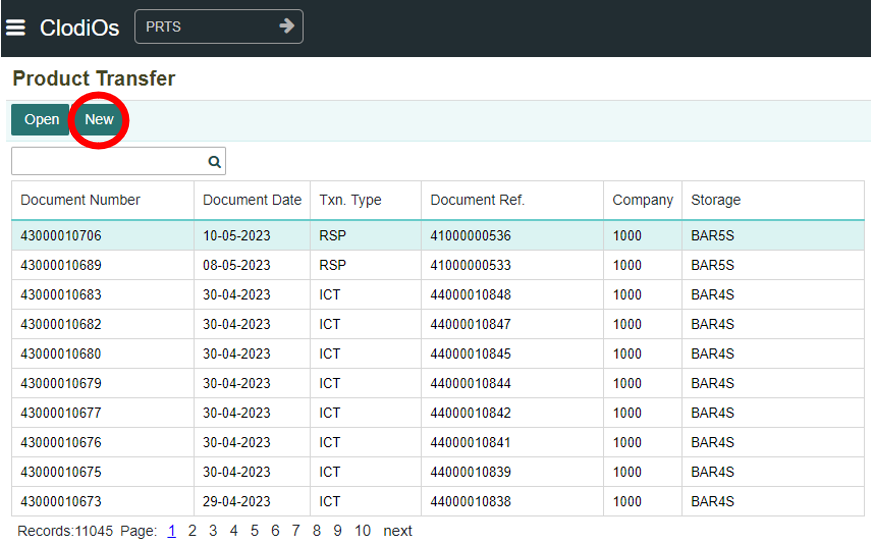 ClodiOs PRTS
Product Transfer
Open New
Document Number Document Date Txn. Type Document Ref. Company Storage
43000010706 10-05-2023 RSP 41000000536 1000 BAR5S
43000010689 08-05-2023 RSP 41000000533 1000 BAR5S
43000010683 30-04-2023 ICT 44000010848 1000 BAR4S
43000010682 30-04-2023 ICT 44000010847 1000 BAR4S
43000010680 30-04-2023 ICT 44000010845 1000 BAR4S
43000010679 30-04-2023 ICT 44000010844 1000 BAR4S
43000010677 30-04-2023 ICT 44000010842 1000 BAR4S
43000010676 30-04-2023 ICT 44000010841 1000 BAR4S
43000010675 30-04-2023 ICT 44000010839 1000 BAR4S
43000010673 29-04-2023 ICT 44000010838 1000 BAR4S
Records:11045 Page: 1 2 3 4 5 6 7 8 9 10 next